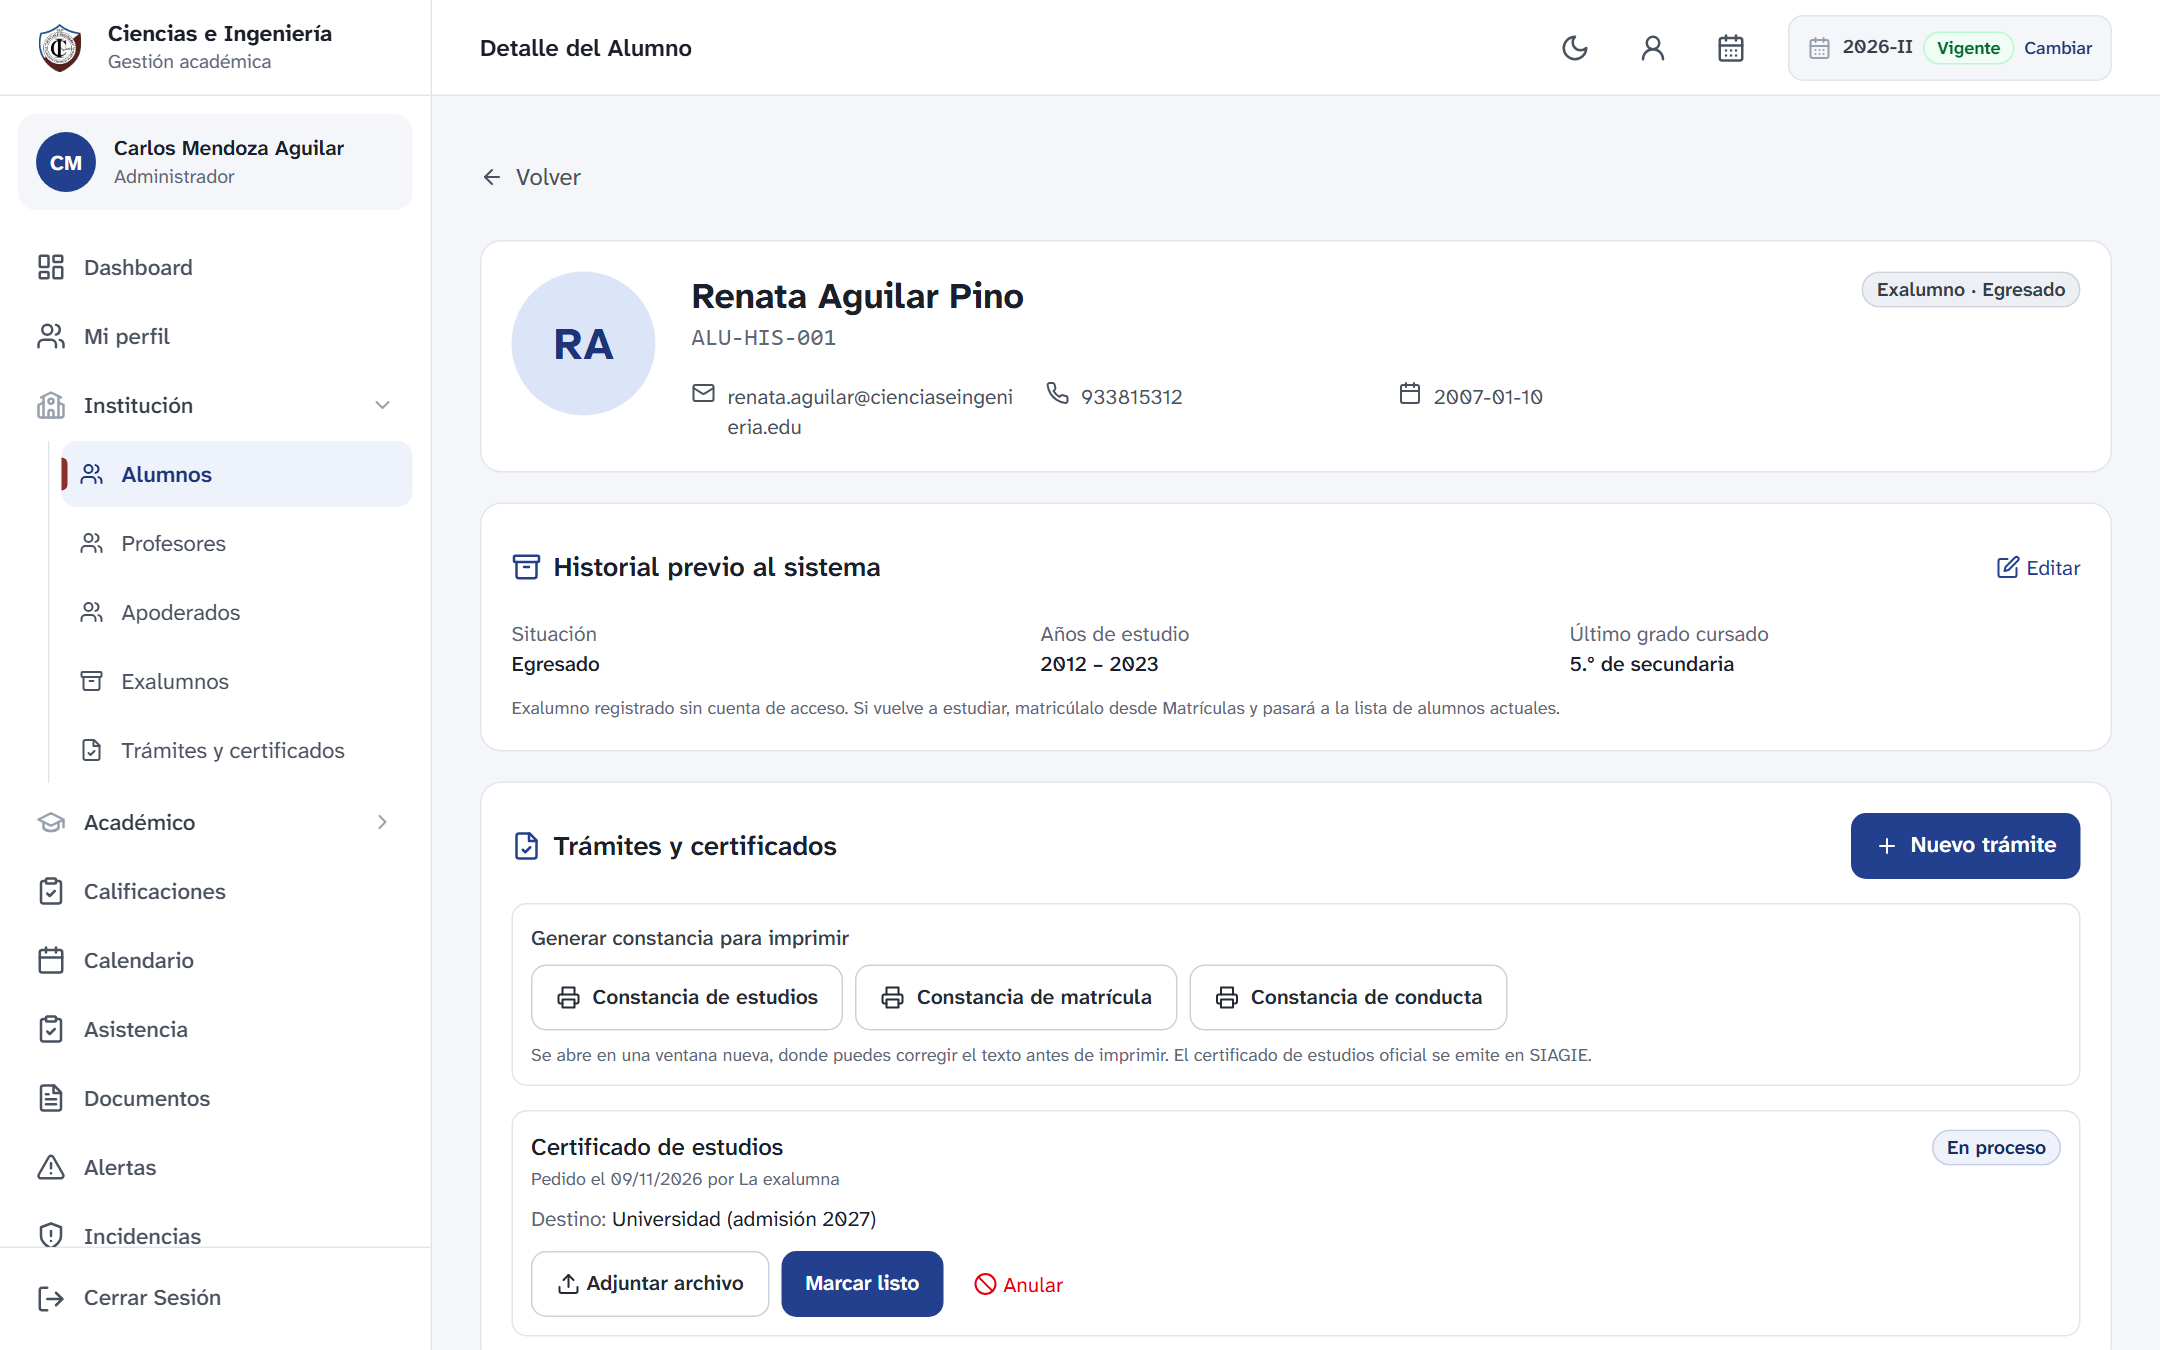 Ciencias e Ingeniería
Gestión académica
Detalle del Alumno
2026-II
Vigente
Cambiar
CM
Carlos Mendoza Aguilar
Administrador
Dashboard
Mi perfil
Institución
Alumnos
Profesores
Apoderados
Exalumnos
Trámites y certificados
Académico
Calificaciones
Calendario
Asistencia
Documentos
Alertas
Incidencias
Cerrar Sesión
Volver
RA
Renata Aguilar Pino
Exalumno · Egresado
ALU-HIS-001
renata.aguilar@cienciaseingeni
eria.edu
933815312
2007-01-10
Historial previo al sistema
Editar
Situación
Egresado
Años de estudio
2012 – 2023
Último grado cursado
5.° de secundaria
Exalumno registrado sin cuenta de acceso. Si vuelve a estudiar, matricúlalo desde Matrículas y pasará a la lista de alumnos actuales.
Trámites y certificados
Nuevo trámite
Generar constancia para imprimir
Constancia de estudios
Constancia de matrícula
Constancia de conducta
Se abre en una ventana nueva, donde puedes corregir el texto antes de imprimir. El certificado de estudios oficial se emite en SIAGIE.
Certificado de estudios
En proceso
Pedido el 09/11/2026 por La exalumna
Destino: Universidad (admisión 2027)
Adjuntar archivo
Marcar listo
Anular